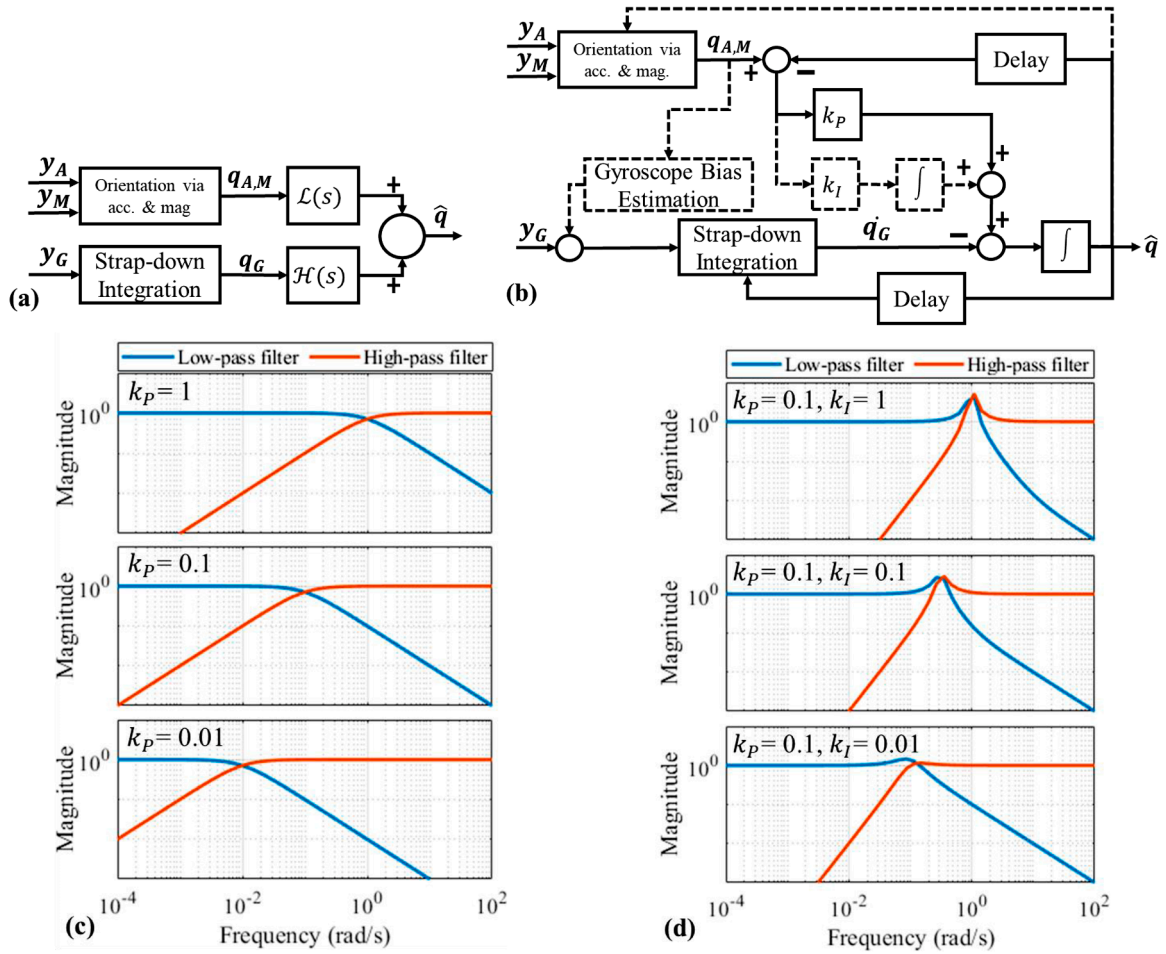 y_A
y_M
Orientation via
acc. & mag
q_{A,M}
ℒ(s)
+
q̂
y_G
Strap-down
Integration
q_G
ℋ(s)
+
(a)
y_A
y_M
Orientation via
acc. & mag.
q_{A,M}
+
−
Delay
k_P
+
Gyroscope Bias
Estimation
k_I
∫
+
+
y_G
Strap-down
Integration
q̇_G
−
∫
q̂
Delay
(b)
Low-pass filter High-pass filter
k_P = 1
10^0
Magnitude
k_P = 0.1
10^0
Magnitude
k_P = 0.01
10^0
Magnitude
10^-4 10^-2 10^0 10^2
Frequency (rad/s)
(c)
Low-pass filter High-pass filter
k_P = 0.1, k_I = 1
10^0
Magnitude
k_P = 0.1, k_I = 0.1
10^0
Magnitude
k_P = 0.1, k_I = 0.01
10^0
Magnitude
10^-4 10^-2 10^0 10^2
Frequency (rad/s)
(d)